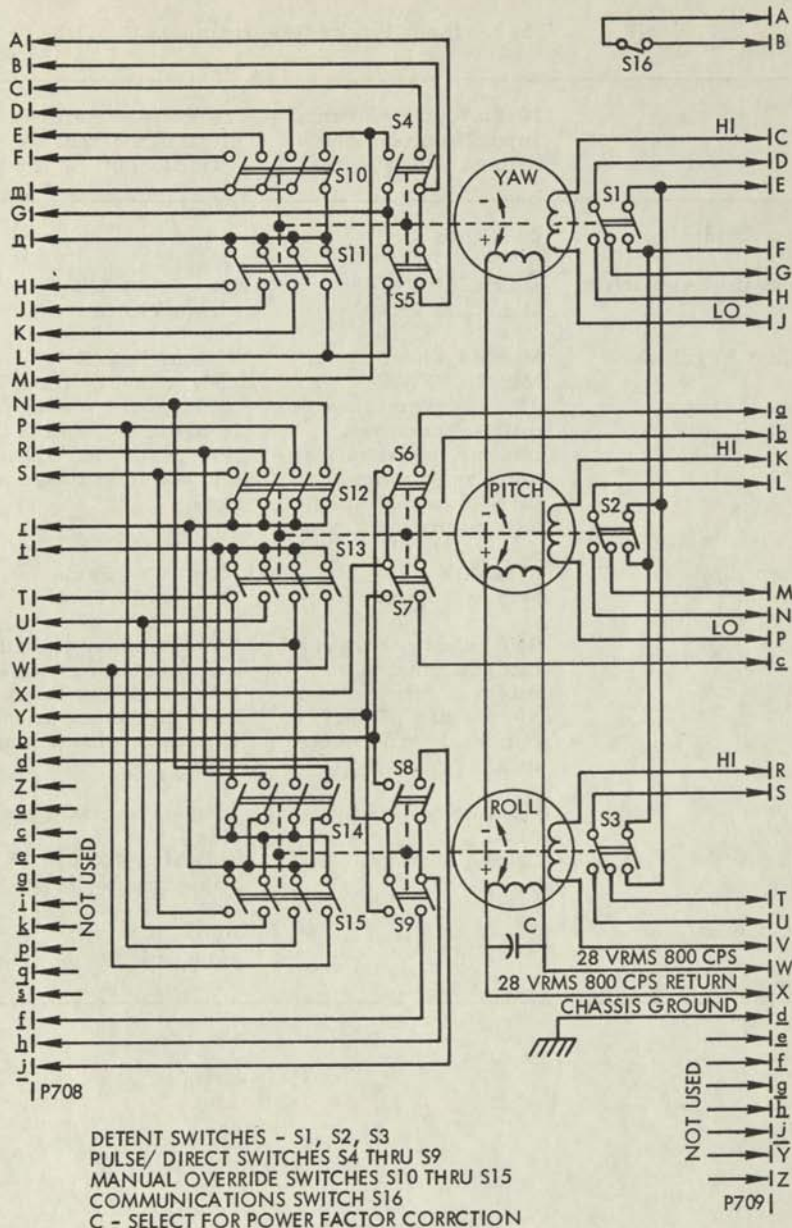 A
B
S16
A
B
C
D
E
F
m
G
n
H
J
K
L
M
S4
S10
S11
S5
YAW
-
+
S1
HI
C
D
E
F
G
H
LO
J
N
P
R
S
r
t
T
U
V
W
X
Y
b
d
S6
S12
S13
S7
PITCH
-
+
S2
a
b
HI
K
L
M
N
LO
P
c
Z
a
c
e
g
i
k
p
q
s
f
h
j
NOT USED
S8
S14
S15
S9
ROLL
-
+
C
S3
HI
R
S
T
U
V
28 VRMS 800 CPS
W
28 VRMS 800 CPS RETURN
X
CHASSIS GROUND
d
e
f
g
h
j
Y
Z
NOT USED
P708
P709
DETENT SWITCHES - S1, S2, S3
PULSE/ DIRECT SWITCHES S4 THRU S9
MANUAL OVERRIDE SWITCHES S10 THRU S15
COMMUNICATIONS SWITCH S16
C - SELECT FOR POWER FACTOR CORRCTION